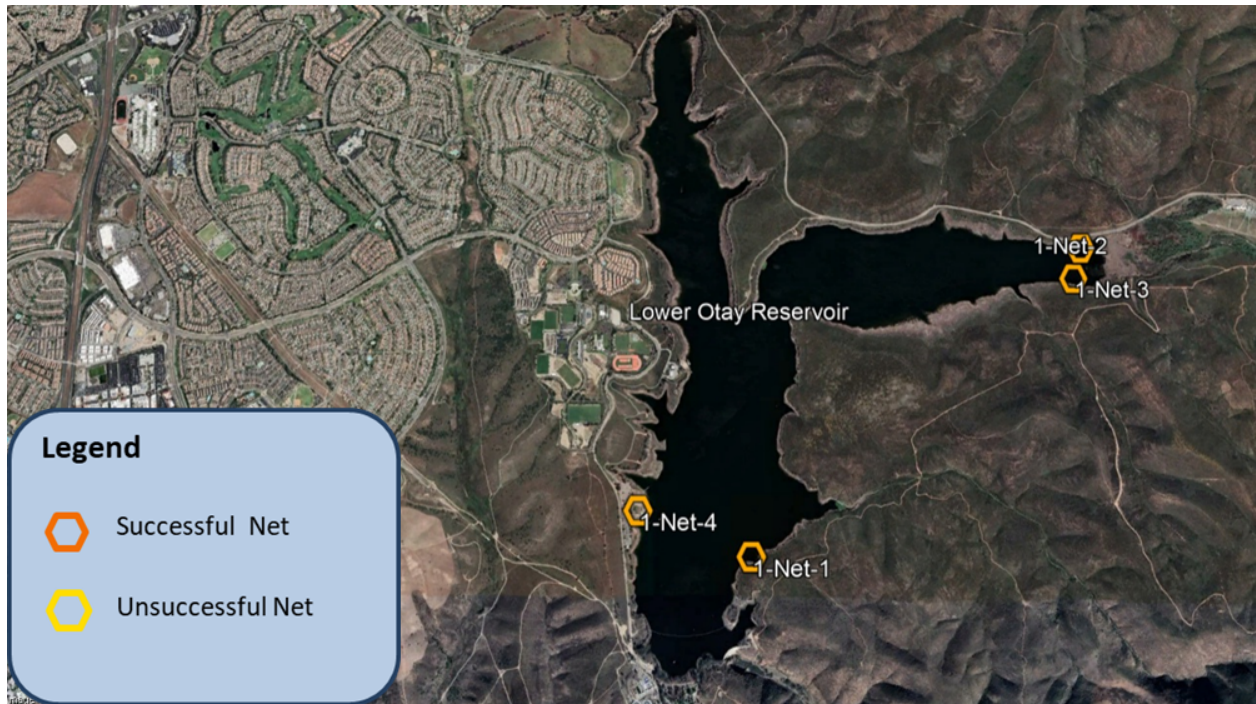 1-Net-2
1-Net-3
Lower Otay Reservoir
Legend
Successful Net
1-Net-4
1-Net-1
Unsuccessful Net